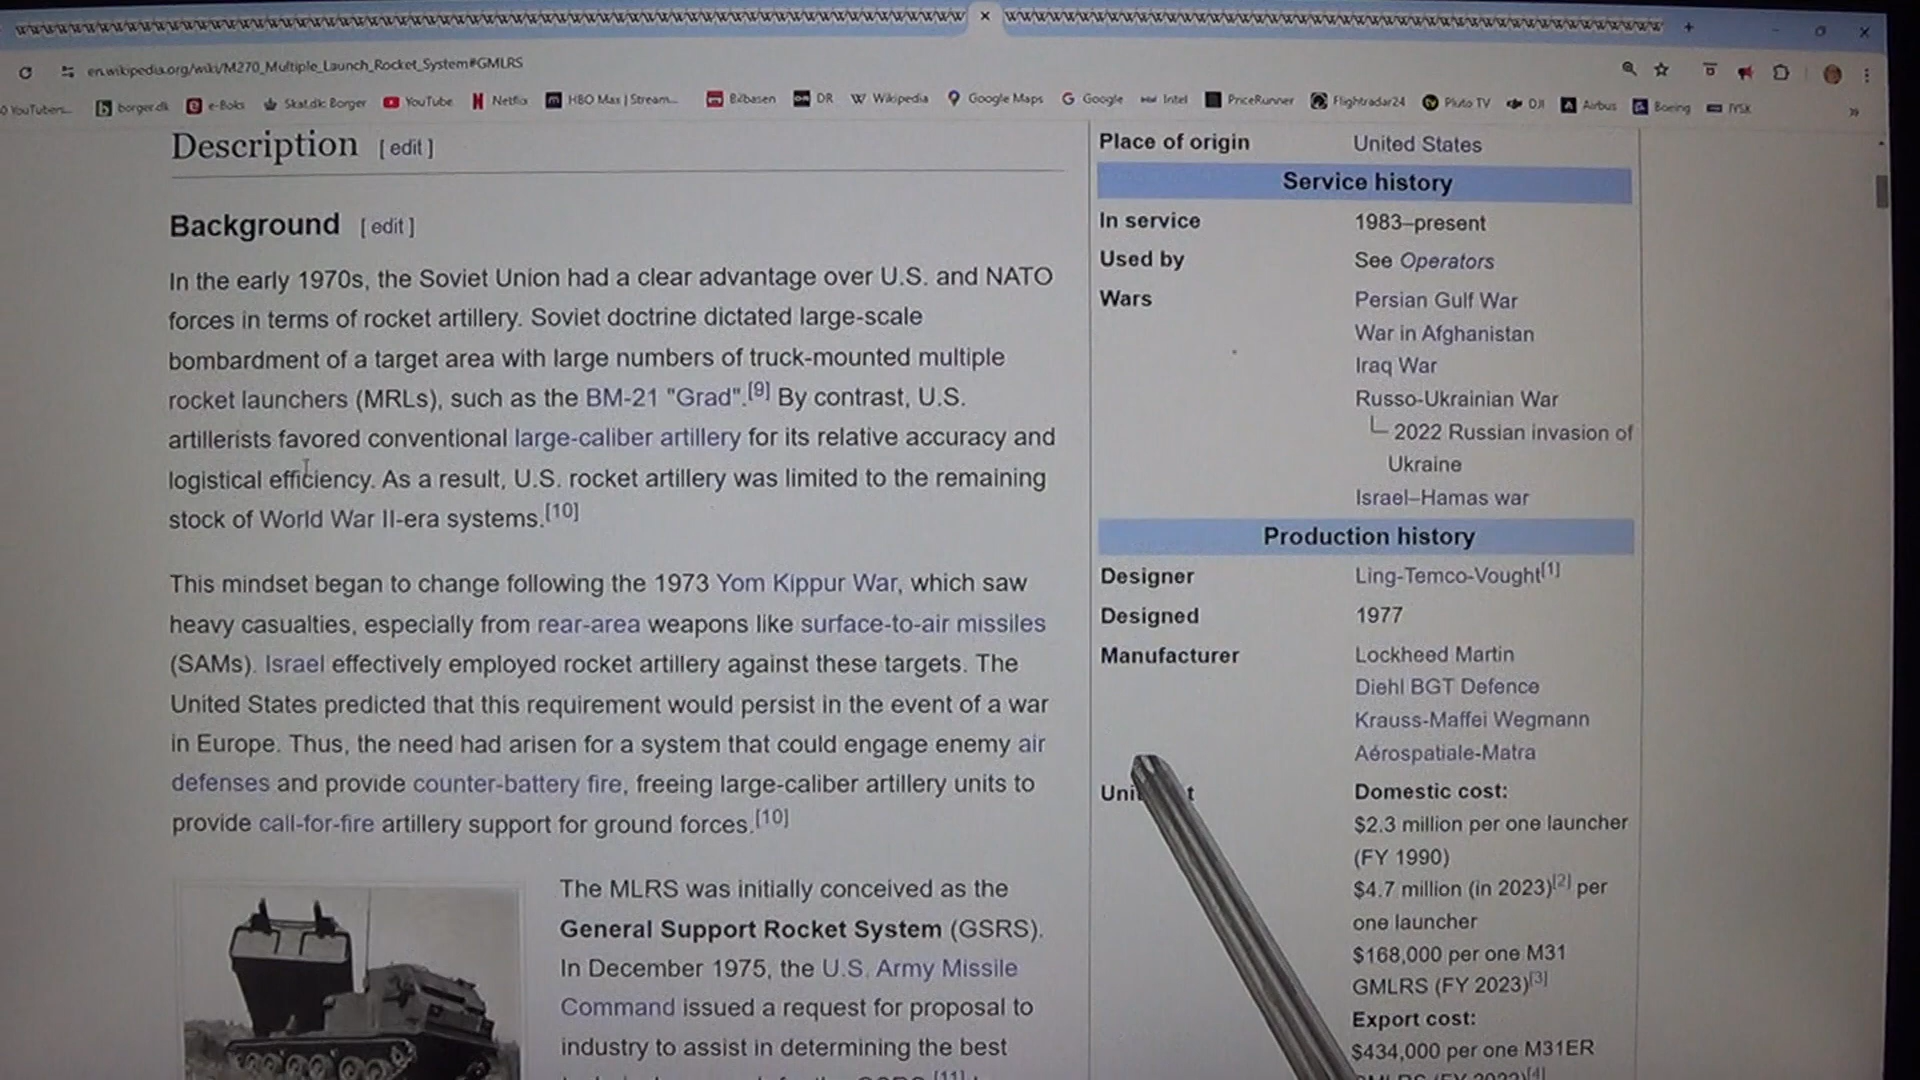 en.wikipedia.org/wiki/M270_Multiple_Launch_Rocket_System#GMLRS
YouTubers... borger.dk e-Boks Skat.dk: Borger YouTube Netflix HBO Max | Stream... Bilbasen DR Wikipedia Google Maps Google Intel PriceRunner Flightradar24 Pluto TV DJI Airbus Boeing JYSK »
Description [ edit ]
Background [ edit ]
In the early 1970s, the Soviet Union had a clear advantage over U.S. and NATO
forces in terms of rocket artillery. Soviet doctrine dictated large-scale
bombardment of a target area with large numbers of truck-mounted multiple
rocket launchers (MRLs), such as the BM-21 "Grad".[9] By contrast, U.S.
artillerists favored conventional large-caliber artillery for its relative accuracy and
logistical efficiency. As a result, U.S. rocket artillery was limited to the remaining
stock of World War II-era systems.[10]
This mindset began to change following the 1973 Yom Kippur War, which saw
heavy casualties, especially from rear-area weapons like surface-to-air missiles
(SAMs). Israel effectively employed rocket artillery against these targets. The
United States predicted that this requirement would persist in the event of a war
in Europe. Thus, the need had arisen for a system that could engage enemy air
defenses and provide counter-battery fire, freeing large-caliber artillery units to
provide call-for-fire artillery support for ground forces.[10]
The MLRS was initially conceived as the
General Support Rocket System (GSRS).
In December 1975, the U.S. Army Missile
Command issued a request for proposal to
industry to assist in determining the best
Place of origin United States
Service history
In service 1983–present
Used by See Operators
Wars Persian Gulf War
War in Afghanistan
Iraq War
Russo-Ukrainian War
2022 Russian invasion of
Ukraine
Israel–Hamas war
Production history
Designer Ling-Temco-Vought[1]
Designed 1977
Manufacturer Lockheed Martin
Diehl BGT Defence
Krauss-Maffei Wegmann
Aérospatiale-Matra
Domestic cost:
$2.3 million per one launcher
(FY 1990)
$4.7 million (in 2023)[2] per
one launcher
$168,000 per one M31
GMLRS (FY 2023)[3]
Export cost:
$434,000 per one M31ER